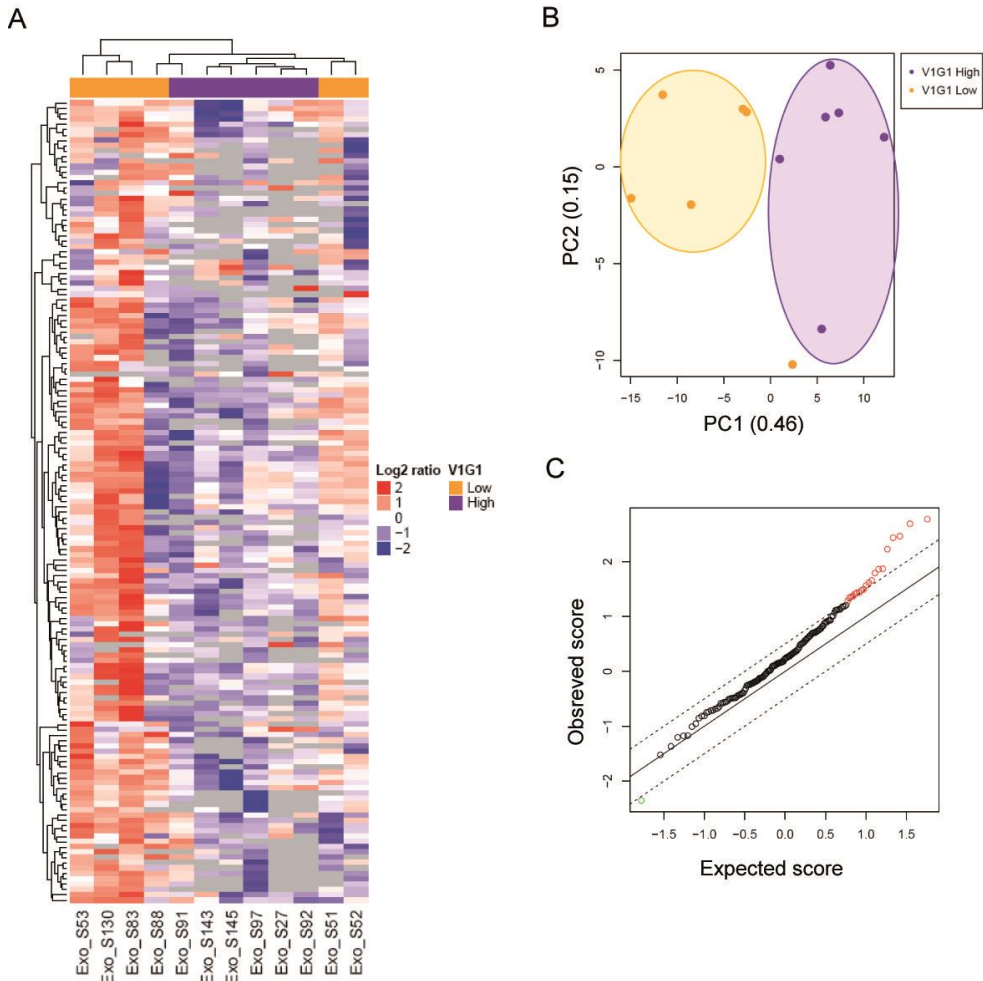 A
Log2 ratio
2
1
0
−1
−2
V1G1
Low
High
Exo_S53
Exo_S130
Exo_S83
Exo_S88
Exo_S91
Exo_S143
Exo_S145
Exo_S97
Exo_S27
Exo_S92
Exo_S51
Exo_S52
B
V1G1 High
V1G1 Low
PC2 (0.15)
5
0
−5
−10
−15
−10
−5
0
5
10
PC1 (0.46)
C
Obsreved score
2
1
0
−1
−2
−1.5
−1.0
−0.5
0.0
0.5
1.0
1.5
Expected score